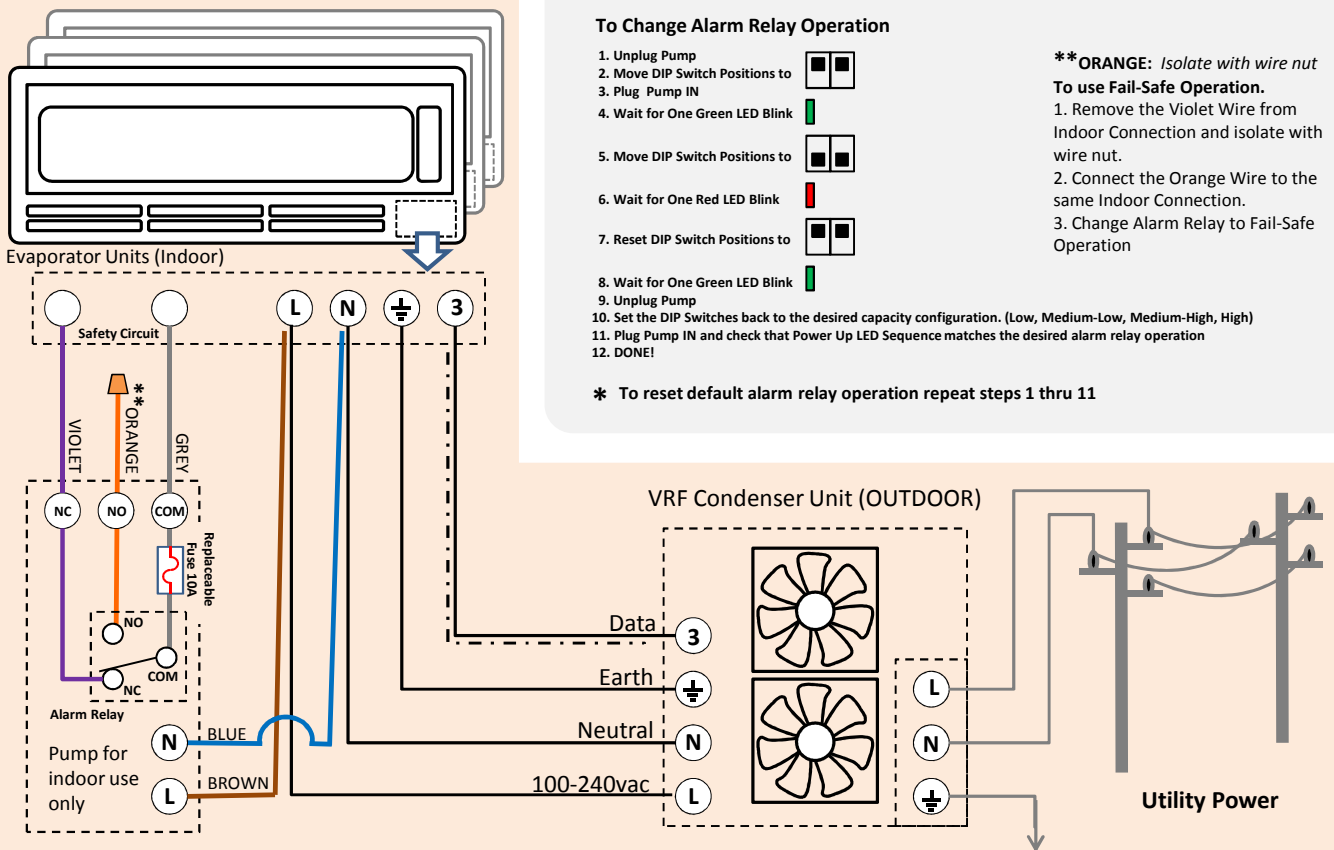 To Change Alarm Relay Operation
1. Unplug Pump
2. Move DIP Switch Positions to
3. Plug Pump IN
4. Wait for One Green LED Blink
5. Move DIP Switch Positions to
6. Wait for One Red LED Blink
7. Reset DIP Switch Positions to
8. Wait for One Green LED Blink
9. Unplug Pump
10. Set the DIP Switches back to the desired capacity configuration. (Low, Medium-Low, Medium-High, High)
11. Plug Pump IN and check that Power Up LED Sequence matches the desired alarm relay operation
12. DONE!
* To reset default alarm relay operation repeat steps 1 thru 11
**ORANGE: Isolate with wire nut
To use Fail-Safe Operation.
1. Remove the Violet Wire from
Indoor Connection and isolate with
wire nut.
2. Connect the Orange Wire to the
same Indoor Connection.
3. Change Alarm Relay to Fail-Safe
Operation
Evaporator Units (Indoor)
L
N
3
Safety Circuit
VIOLET
**ORANGE
GREY
NC
NO
COM
Replaceable
Fuse 10A
NO
COM
NC
Alarm Relay
Pump for
indoor use
only
N
BLUE
L
BROWN
VRF Condenser Unit (OUTDOOR)
Data
3
Earth
Neutral
N
100-240vac
L
L
N
Utility Power